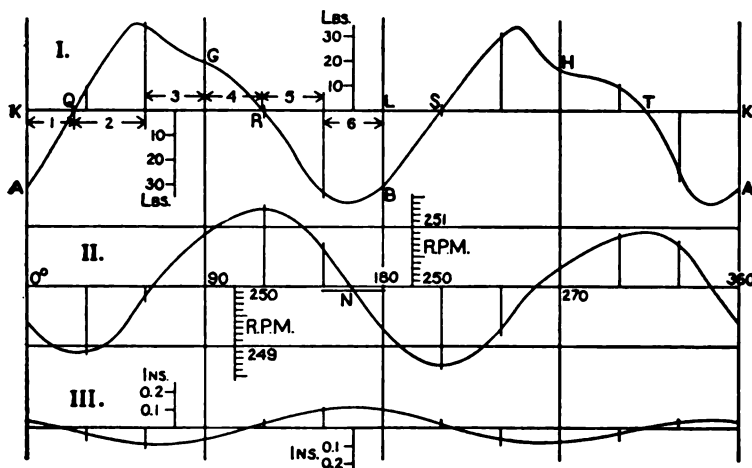 LBS.
30
20
10
I.
G
H
Q
3
4
5
L
S
T
K
K
1
2
R
6
10
20
30
LBS.
A
B
A
251
R.P.M.
II.
0°
90
250
N
180
250
270
360
R.P.M.
249
INS.
0.2
0.1
III.
INS.
0.1
0.2